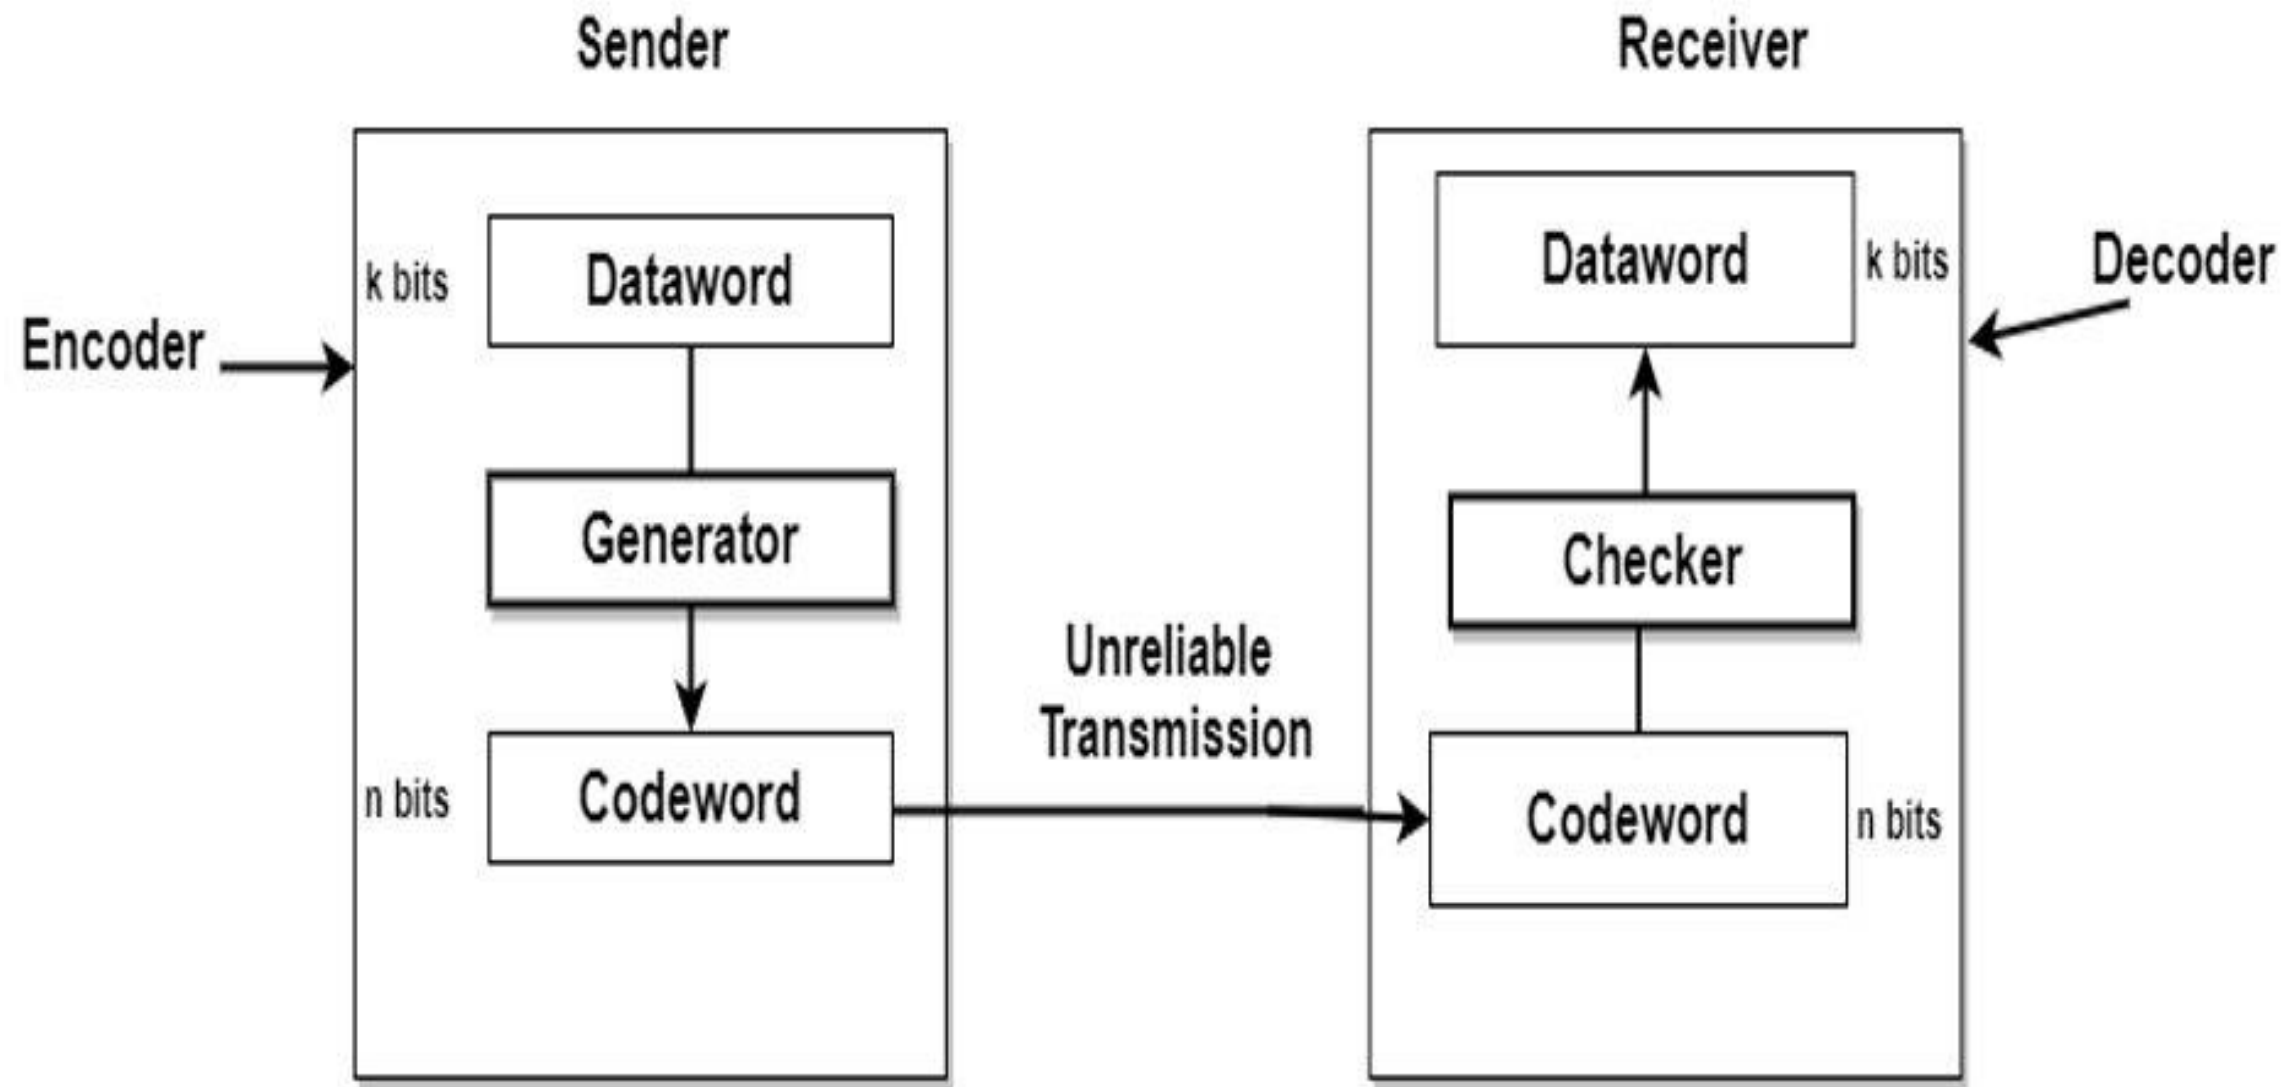 Sender
Receiver
Encoder
k bits
Dataword
Generator
n bits
Codeword
Unreliable
Transmission
Dataword
k bits
Decoder
Checker
Codeword
n bits